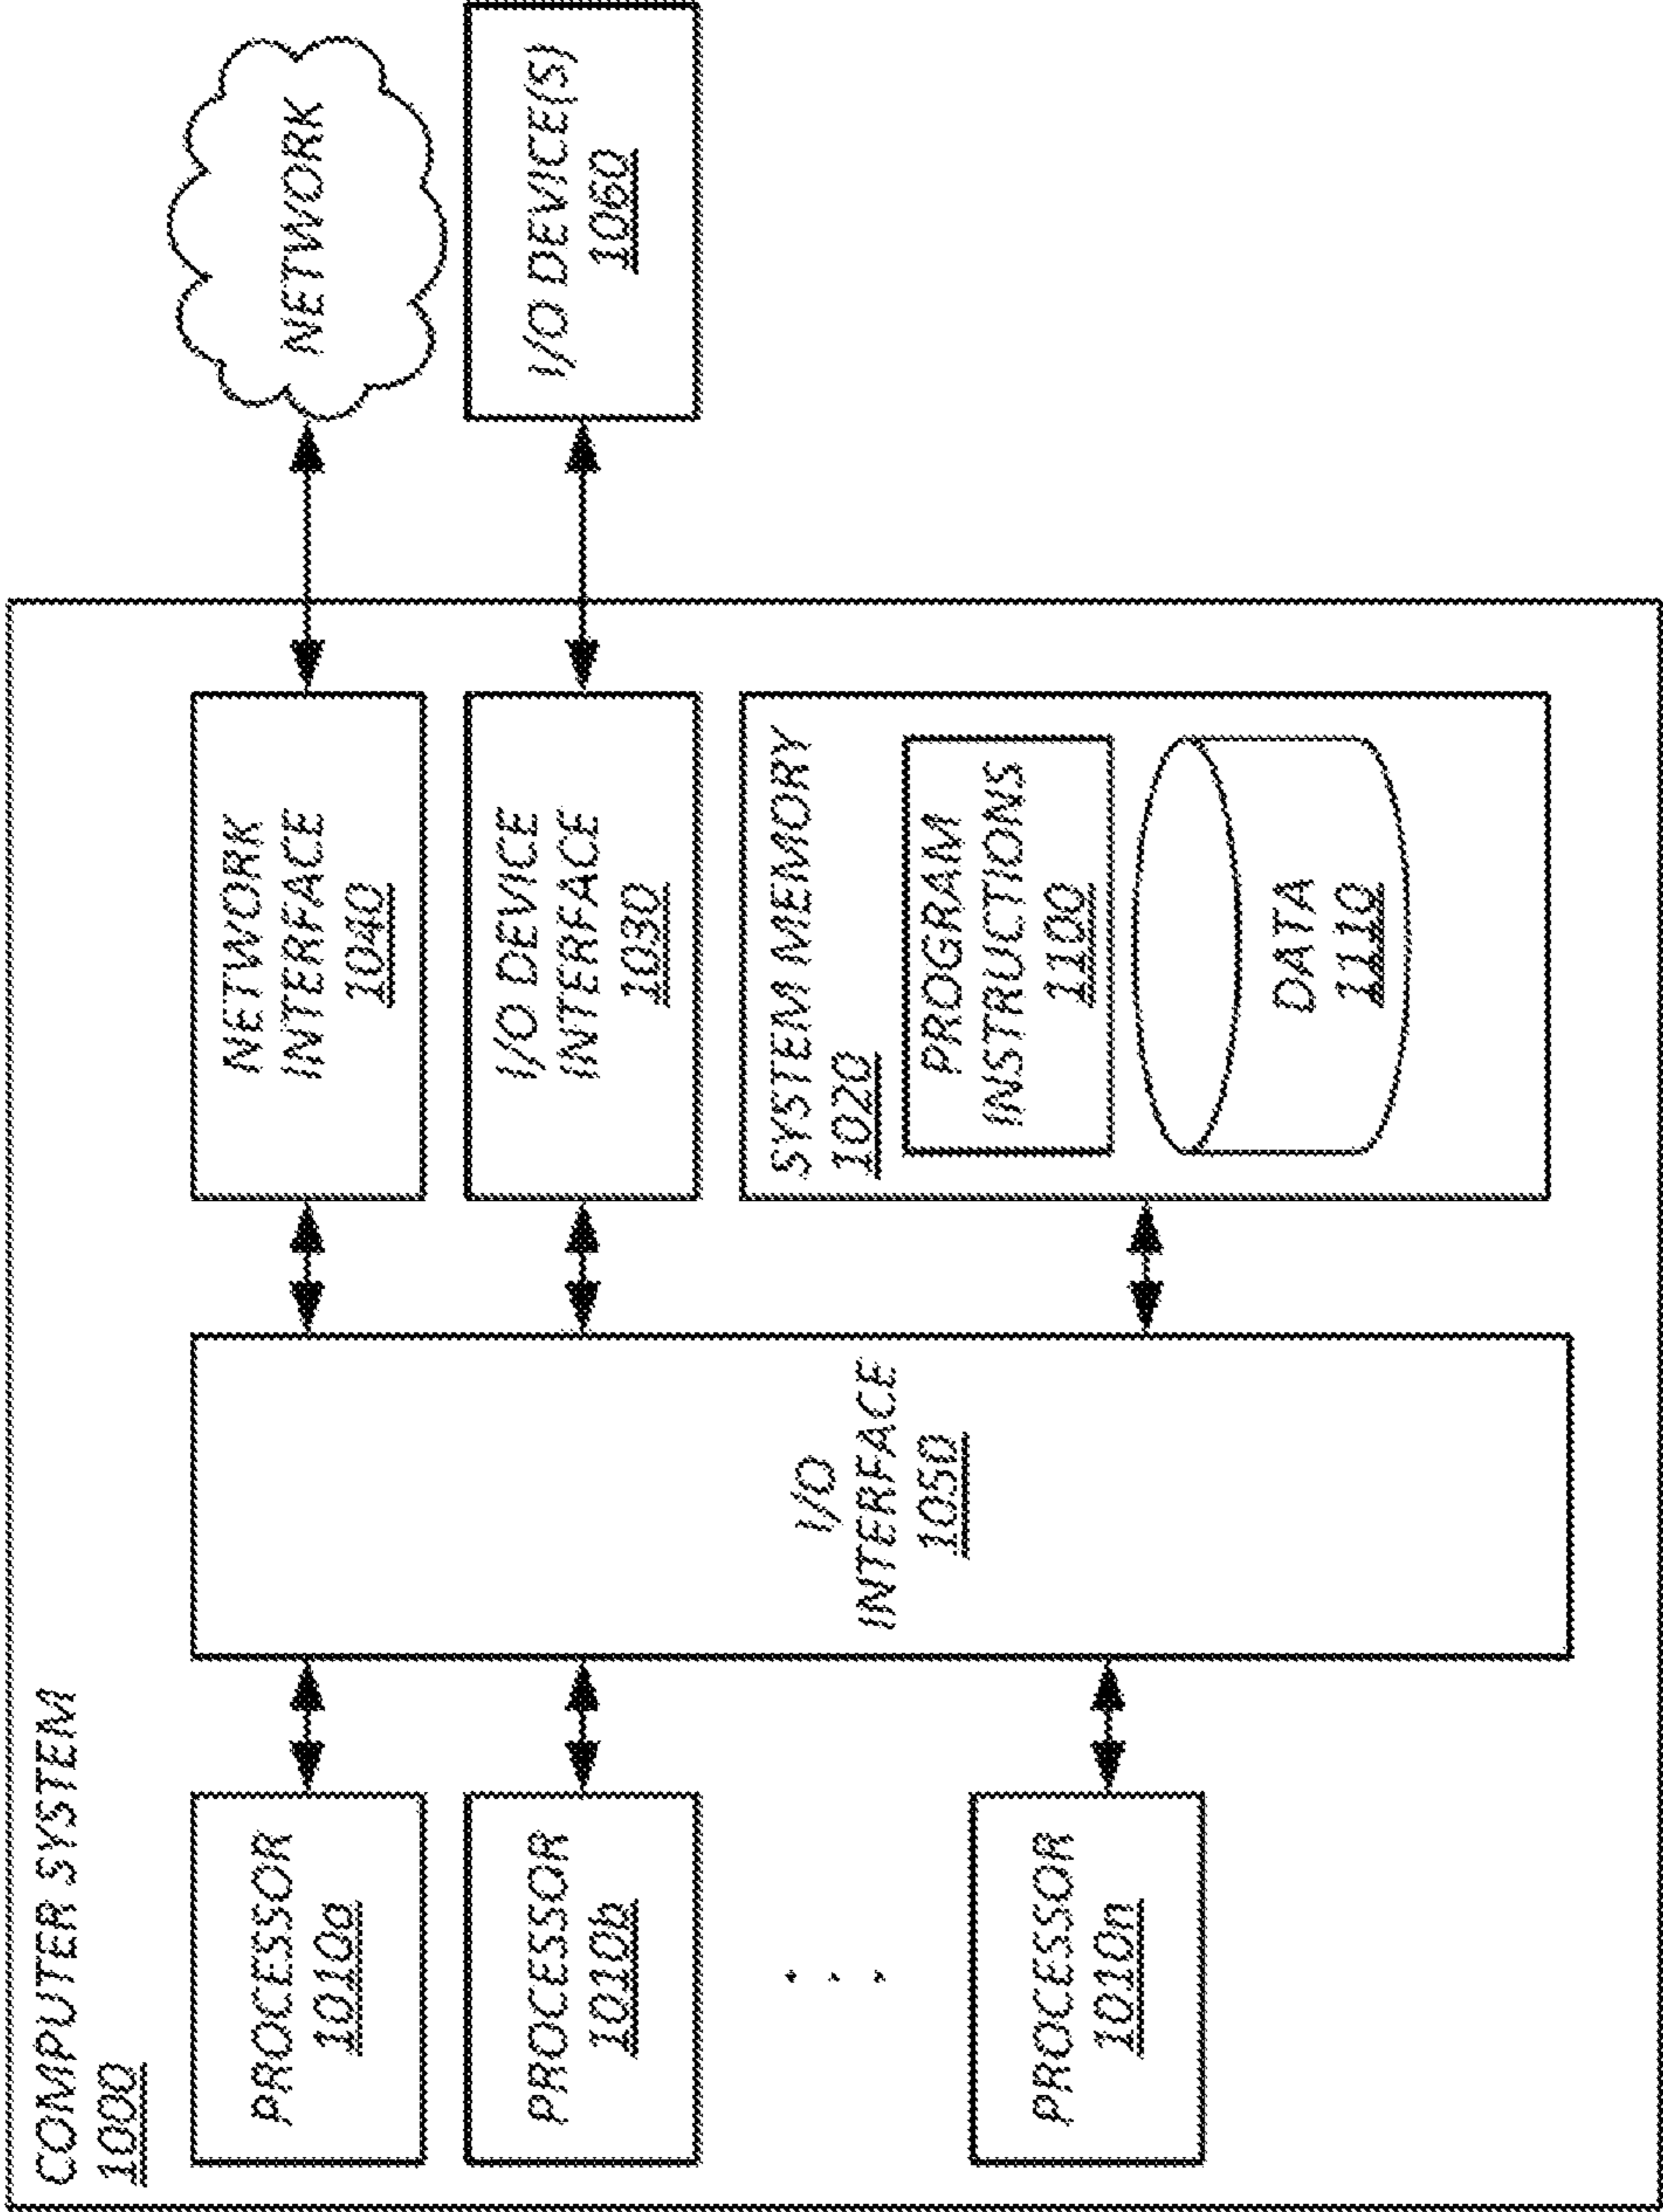 COMPUTER SYSTEM
1000
PROCESSOR
1010a
PROCESSOR
1010b
. . .
PROCESSOR
1010n
I/O
INTERFACE
1050
NETWORK
INTERFACE
1040
I/O DEVICE
INTERFACE
1030
SYSTEM MEMORY
1020
PROGRAM
INSTRUCTIONS
1100
DATA
1110
NETWORK
I/O DEVICE(S)
1060